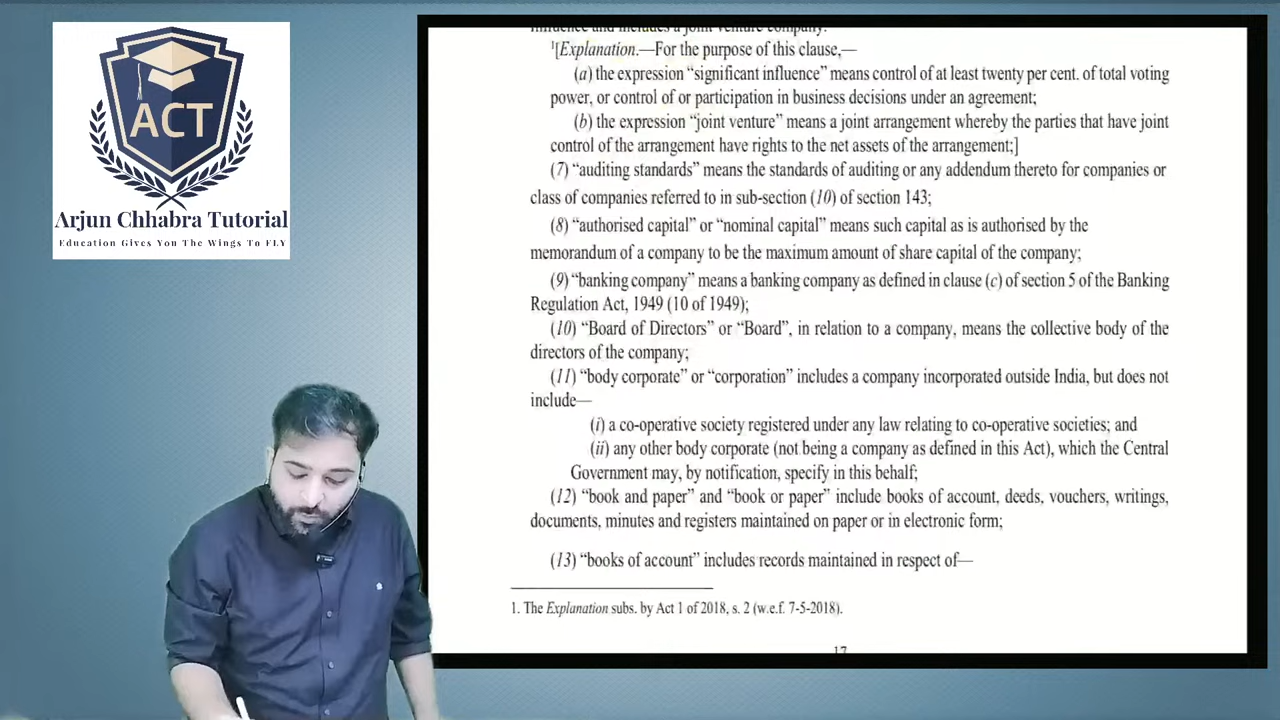 ACT
Arjun Chhabra Tutorial
Education Gives You The Wings To FLY
influence and includes a joint venture company.
1[Explanation.—For the purpose of this clause,—
(a) the expression “significant influence” means control of at least twenty per cent. of total voting
power, or control of or participation in business decisions under an agreement;
(b) the expression “joint venture” means a joint arrangement whereby the parties that have joint
control of the arrangement have rights to the net assets of the arrangement;]
(7) “auditing standards” means the standards of auditing or any addendum thereto for companies or
class of companies referred to in sub-section (10) of section 143;
(8) “authorised capital” or “nominal capital” means such capital as is authorised by the
memorandum of a company to be the maximum amount of share capital of the company;
(9) “banking company” means a banking company as defined in clause (c) of section 5 of the Banking
Regulation Act, 1949 (10 of 1949);
(10) “Board of Directors” or “Board”, in relation to a company, means the collective body of the
directors of the company;
(11) “body corporate” or “corporation” includes a company incorporated outside India, but does not
include—
(i) a co-operative society registered under any law relating to co-operative societies; and
(ii) any other body corporate (not being a company as defined in this Act), which the Central
Government may, by notification, specify in this behalf;
(12) “book and paper” and “book or paper” include books of account, deeds, vouchers, writings,
documents, minutes and registers maintained on paper or in electronic form;
(13) “books of account” includes records maintained in respect of—
1. The Explanation subs. by Act 1 of 2018, s. 2 (w.e.f. 7-5-2018).
17